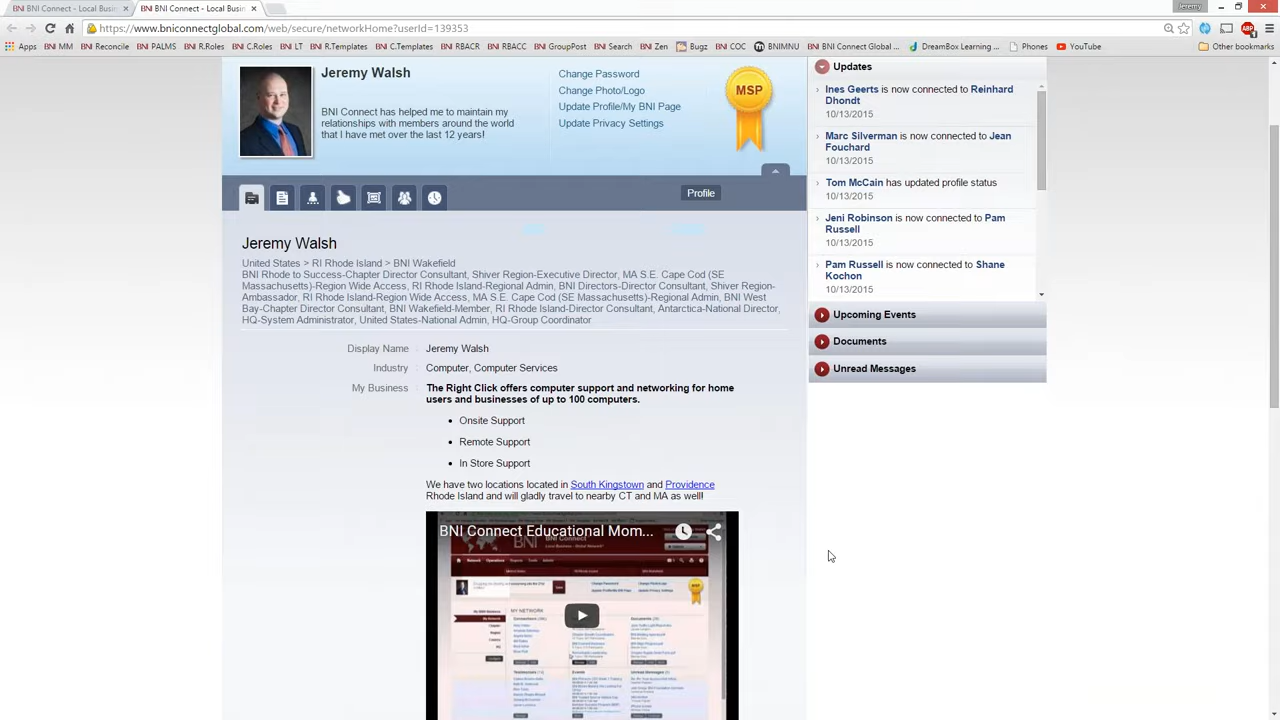 BNI Connect - Local Busin
BNI Connect - Local Busin
Jeremy
https://www.bniconnectglobal.com/web/secure/networkHome?userId=139353
Apps BNI MM BNI Reconcile BNI PALMS BNI R.Roles BNI C.Roles BNI LT BNI R.Templates BNI C.Templates BNI RBACR BNI RBACC BNI GroupPost BNI Search BNI Zen Bugz BNI COC BNIMNU BNI Connect Global ... DreamBox Learning ... Phones YouTube Other bookmarks
Jeremy Walsh
BNI Connect has helped me to maintain my
relationships with members around the world
that I have met over the last 12 years!
Change Password
Change Photo/Logo
Update Profile/My BNI Page
Update Privacy Settings
MSP
Profile
Jeremy Walsh
United States > RI Rhode Island > BNI Wakefield
BNI Rhode to Success-Chapter Director Consultant, Shiver Region-Executive Director, MA S.E. Cape Cod (SE
Massachusetts)-Region Wide Access, RI Rhode Island-Regional Admin, BNI Directors-Director Consultant, Shiver Region-
Ambassador, RI Rhode Island-Region Wide Access, MA S.E. Cape Cod (SE Massachusetts)-Regional Admin, BNI West
Bay-Chapter Director Consultant, BNI Wakefield-Member, RI Rhode Island-Director Consultant, Antarctica-National Director,
HQ-System Administrator, United States-National Admin, HQ-Group Coordinator
Display Name : Jeremy Walsh
Industry : Computer, Computer Services
My Business : The Right Click offers computer support and networking for home
users and businesses of up to 100 computers.
• Onsite Support
• Remote Support
• In Store Support
We have two locations located in South Kingstown and Providence
Rhode Island and will gladly travel to nearby CT and MA as well!
BNI Connect Educational Mom...
MY NETWORK
Updates
Ines Geerts is now connected to Reinhard
Dhondt
10/13/2015
Marc Silverman is now connected to Jean
Fouchard
10/13/2015
Tom McCain has updated profile status
10/13/2015
Jeni Robinson is now connected to Pam
Russell
10/13/2015
Pam Russell is now connected to Shane
Kochon
10/13/2015
Upcoming Events
Documents
Unread Messages